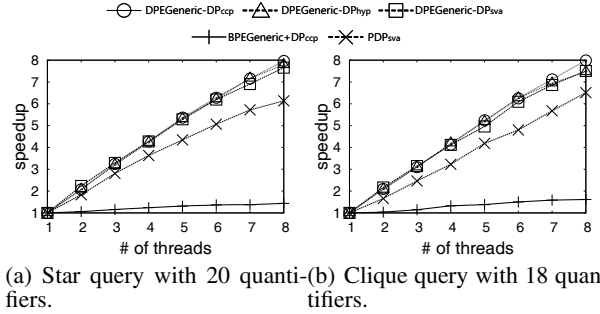 DPEGeneric-DPccp DPEGeneric-DPhyp DPEGeneric-DPsva
BPEGeneric+DPccp PDPsva
8
7
6
5
4
3
2
1
speedup
1 2 3 4 5 6 7 8
# of threads
8
7
6
5
4
3
2
1
speedup
1 2 3 4 5 6 7 8
# of threads
(a) Star query with 20 quanti-
fiers.
(b) Clique query with 18 quan-
tifiers.